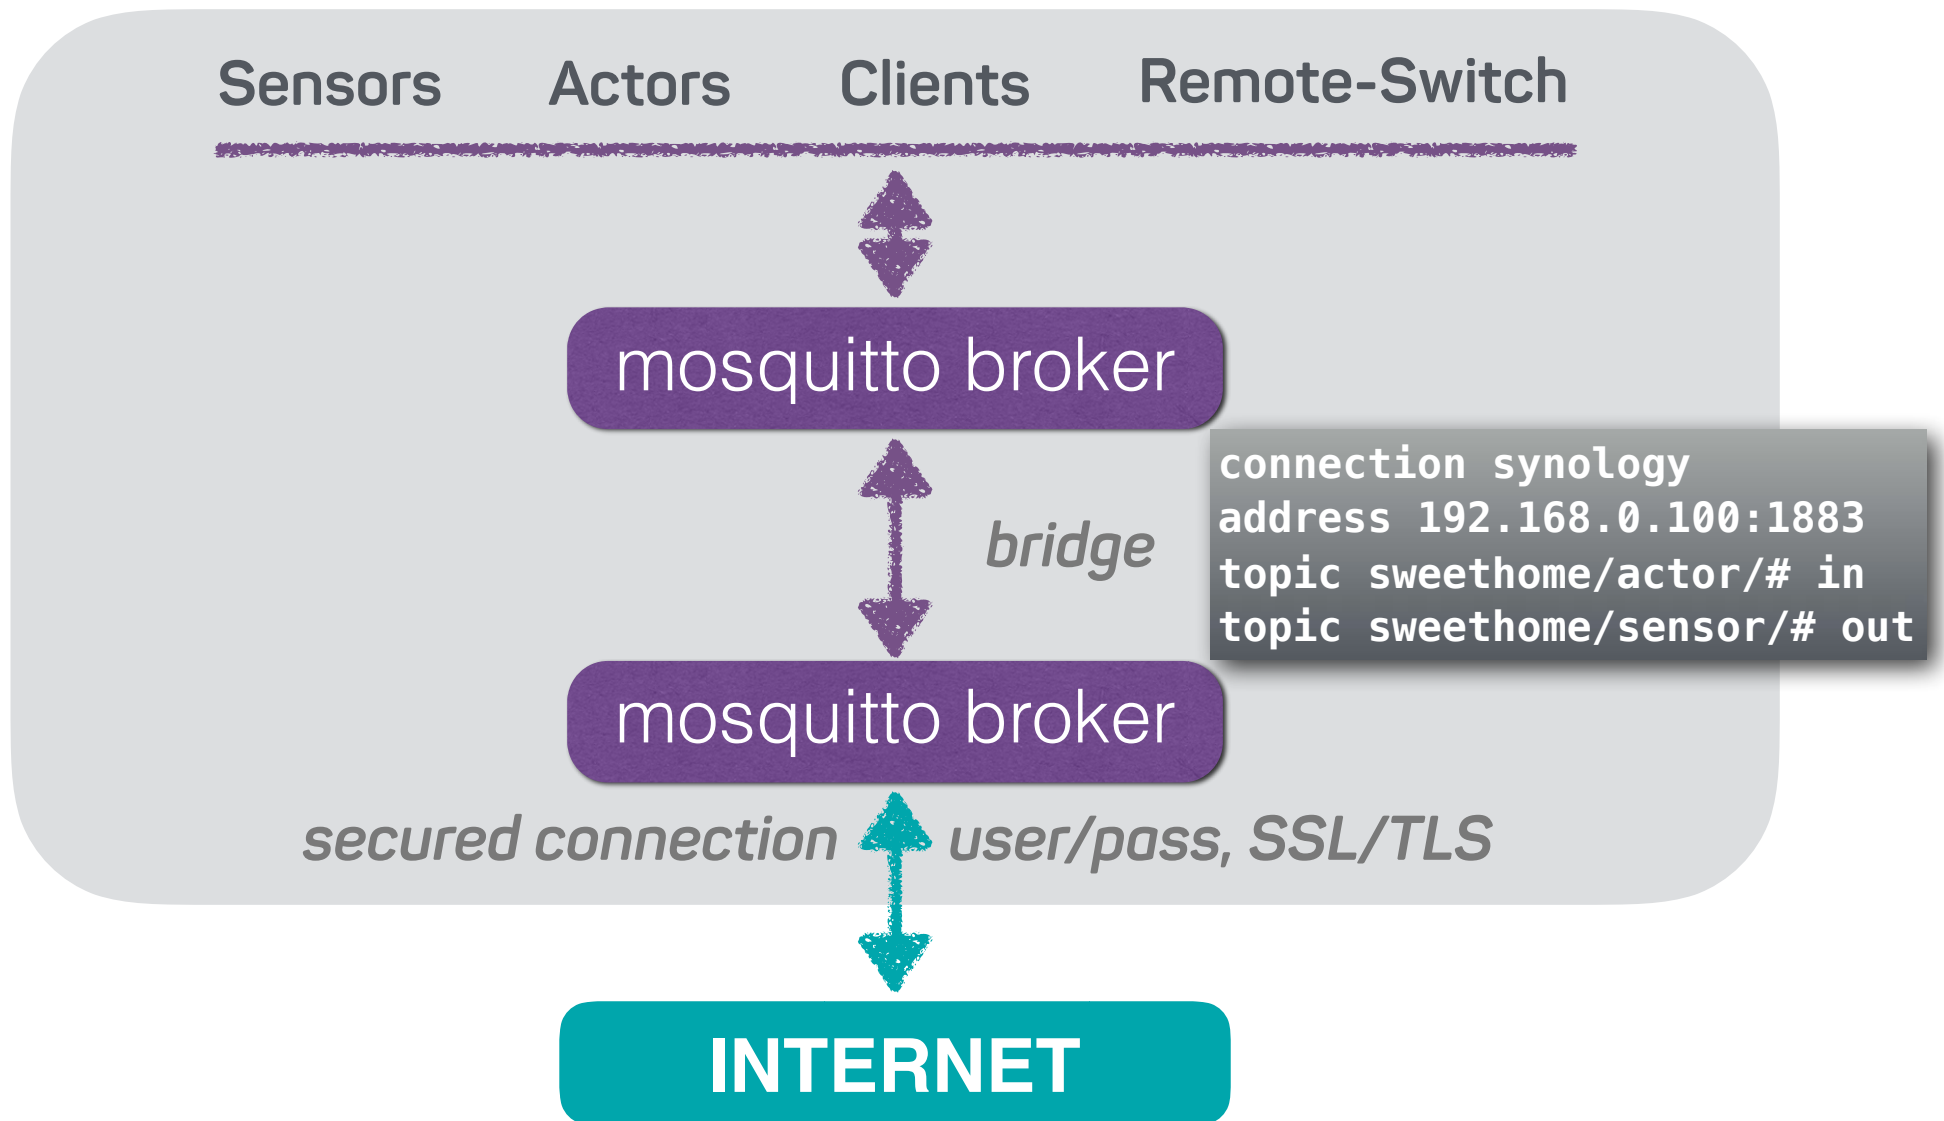 Sensors Actors Clients Remote-Switch
mosquitto broker
connection synology
address 192.168.0.100:1883
bridge
topic sweethome/actor/# in
topic sweethome/sensor/# out
mosquitto broker
secured connection user/pass, SSL/TLS
INTERNET